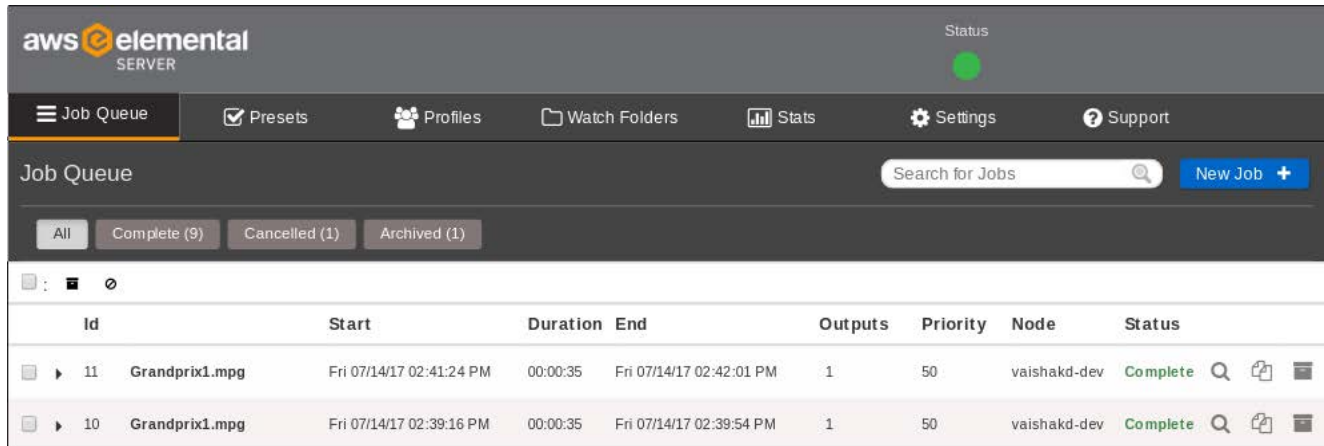 aws elemental
SERVER
Status
Job Queue Presets Profiles Watch Folders Stats Settings Support
Job Queue Search for Jobs New Job +
All Complete (9) Cancelled (1) Archived (1)
:
Id Start Duration End Outputs Priority Node Status
11 Grandprix1.mpg Fri 07/14/17 02:41:24 PM 00:00:35 Fri 07/14/17 02:42:01 PM 1 50 vaishakd-dev Complete
10 Grandprix1.mpg Fri 07/14/17 02:39:16 PM 00:00:35 Fri 07/14/17 02:39:54 PM 1 50 vaishakd-dev Complete